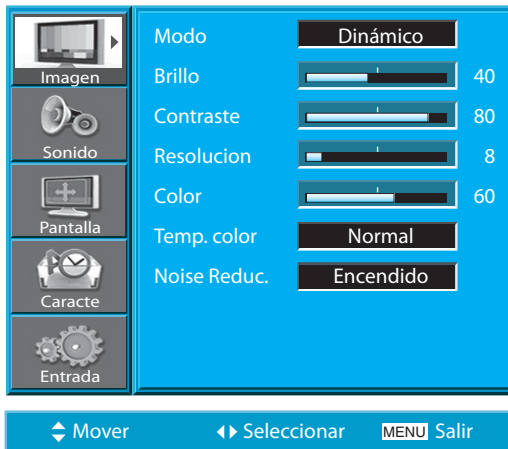 Imagen
Sonido
Pantalla
Caracte
Entrada
Modo Dinámico
Brillo 40
Contraste 80
Resolucion 8
Color 60
Temp. color Normal
Noise Reduc. Encendido
Mover Seleccionar MENU Salir